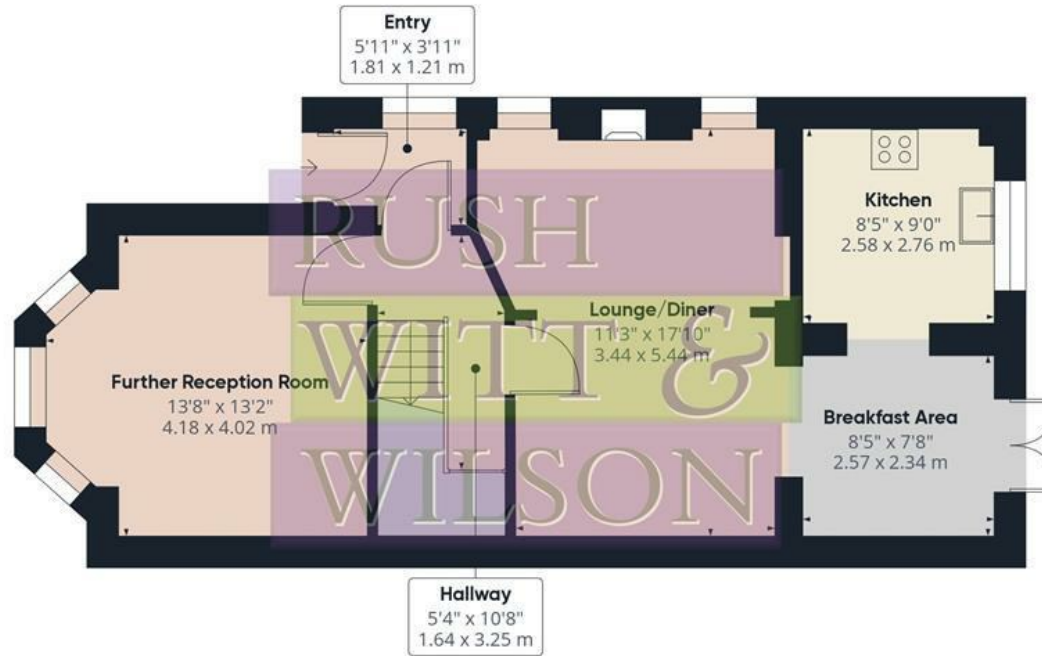 Entry
5'11" x 3'11"
1.81 x 1.21 m
RUSH
WITT &
WILSON
Kitchen
8'5" x 9'0"
2.58 x 2.76 m
Lounge/Diner
11'3" x 17'10"
3.44 x 5.44 m
Further Reception Room
13'8" x 13'2"
4.18 x 4.02 m
Breakfast Area
8'5" x 7'8"
2.57 x 2.34 m
Hallway
5'4" x 10'8"
1.64 x 3.25 m